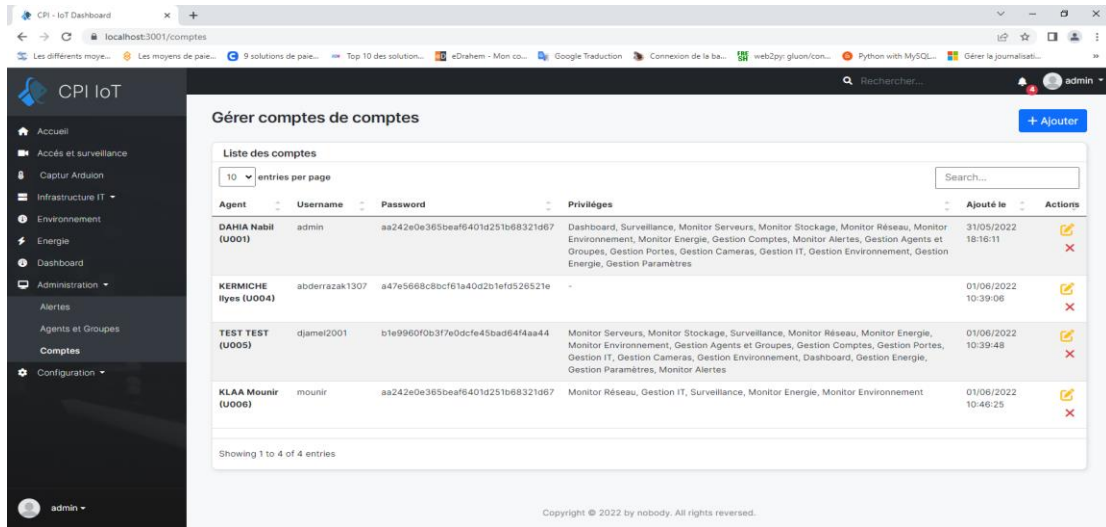 CPI - IoT Dashboard
localhost:3001/comptes
Les différents moye... Les moyens de paie... 9 solutions de paie... Top 10 des solution... eDrahem - Mon co... Google Traduction Connexion de la ba... web2py: gluon/con... Python with MySQL... Gérer la journalisati...
CPI IoT
Rechercher...
4
admin
Accueil
Accés et surveillance
Captur Arduion
Infrastructure IT
Environnement
Energie
Dashboard
Administration
Alertes
Agents et Groupes
Comptes
Configuration
admin
Gérer comptes de comptes
+ Ajouter
Liste des comptes
10 entries per page
Search...
Agent Username Password Priviléges Ajouté le Actions
DAHIA Nabil (U001) admin aa242e0e365beaf6401d251b68321d67 Dashboard, Surveillance, Monitor Serveurs, Monitor Stockage, Monitor Réseau, Monitor 31/05/2022
Environnement, Monitor Energie, Gestion Comptes, Monitor Alertes, Gestion Agents et 18:16:11
Groupes, Gestion Portes, Gestion Cameras, Gestion IT, Gestion Environnement, Gestion
Energie, Gestion Paramètres
KERMICHE abderrazak1307 a47e5668c8bcf61a40d2b1efd526521e - 01/06/2022
Ilyes (U004) 10:39:06
TEST TEST djamel2001 b1e9960f0b3f7e0dcfe45bad64f4aa44 Monitor Serveurs, Monitor Stockage, Surveillance, Monitor Réseau, Monitor Energie, 01/06/2022
(U005) Monitor Environnement, Gestion Agents et Groupes, Gestion Comptes, Gestion Portes, 10:39:48
Gestion IT, Gestion Cameras, Gestion Environnement, Dashboard, Gestion Energie,
Gestion Paramètres, Monitor Alertes
KLAA Mounir mounir aa242e0e365beaf6401d251b68321d67 Monitor Réseau, Gestion IT, Surveillance, Monitor Energie, Monitor Environnement 01/06/2022
(U006) 10:46:25
Showing 1 to 4 of 4 entries
Copyright © 2022 by nobody. All rights reversed.